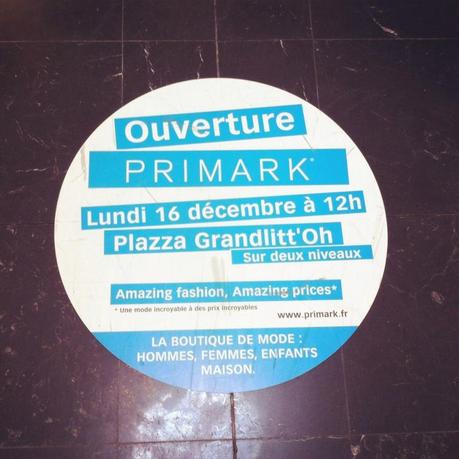 Ouverture
PRIMARK®
Lundi 16 décembre à 12h
Plazza Grandlitt'Oh
Sur deux niveaux
Amazing fashion, Amazing prices*
* Une mode incroyable à des prix incroyables
www.primark.fr
LA BOUTIQUE DE MODE :
HOMMES, FEMMES, ENFANTS
MAISON.